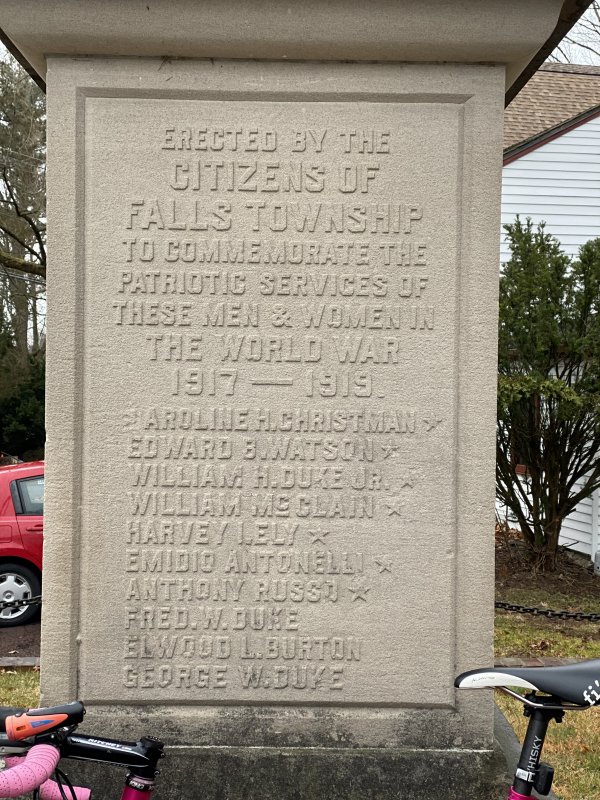 ERECTED BY THE
CITIZENS OF
FALLS TOWNSHIP
TO COMMEMORATE THE
PATRIOTIC SERVICES OF
THESE MEN & WOMEN IN
THE WORLD WAR
1917 — 1919.
CAROLINE H. CHRISTMAN ★
EDWARD B. WATSON ★
WILLIAM H. DUKE JR. ★
WILLIAM MCCLAIN ★
HARVEY I. ELY ★
EMIDIO ANTONELLI ★
ANTHONY RUSSO ★
FRED. W. DUKE
ELWOOD L. BURTON
GEORGE W. DUKE
fi'
WHISKY